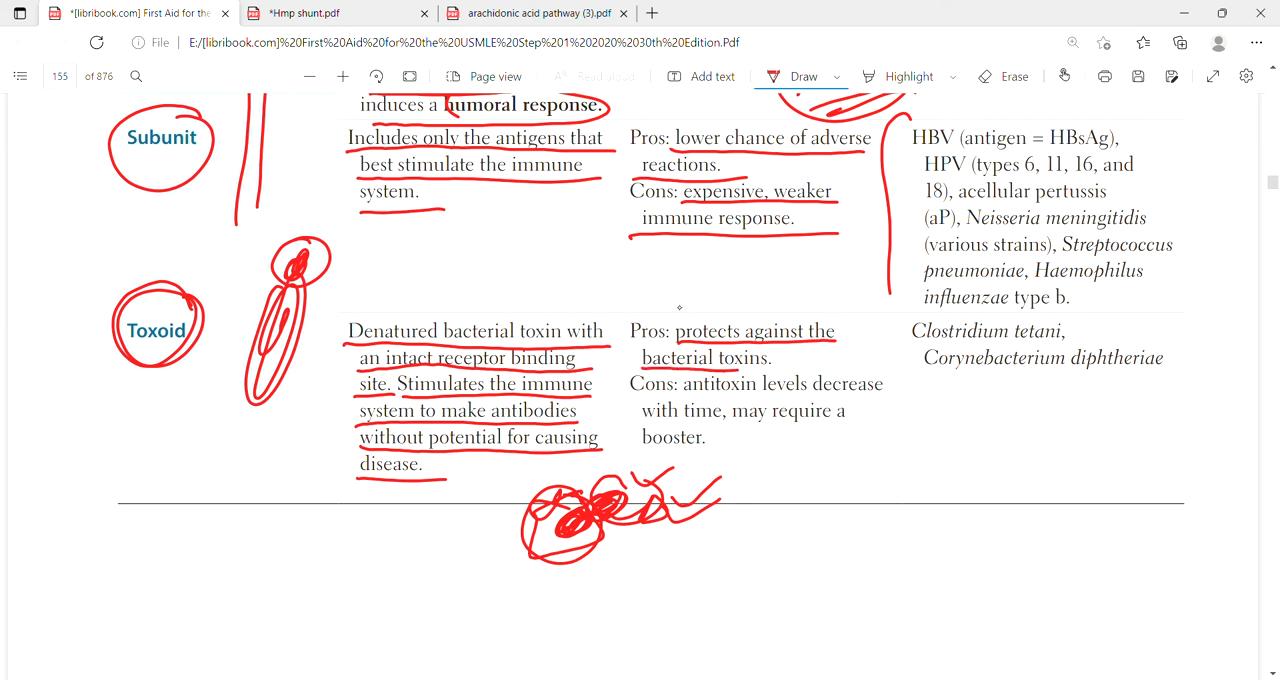 [libribook.com] First Aid for the
*Hmp shunt.pdf
arachidonic acid pathway (3).pdf
File
E:/[libribook.com]%20First%20Aid%20for%20the%20USMLE%20Step%201%202020%2030th%20Edition.Pdf
155 of 876
Page view
Read aloud
Add text
Draw
Highlight
Erase
induces a humoral response.
Subunit
Includes only the antigens that
best stimulate the immune
system.
Pros: lower chance of adverse
reactions.
Cons: expensive, weaker
immune response.
HBV (antigen = HBsAg),
HPV (types 6, 11, 16, and
18), acellular pertussis
(aP), Neisseria meningitidis
(various strains), Streptococcus
pneumoniae, Haemophilus
influenzae type b.
Toxoid
Denatured bacterial toxin with
an intact receptor binding
site. Stimulates the immune
system to make antibodies
without potential for causing
disease.
Pros: protects against the
bacterial toxins.
Cons: antitoxin levels decrease
with time, may require a
booster.
Clostridium tetani,
Corynebacterium diphtheriae